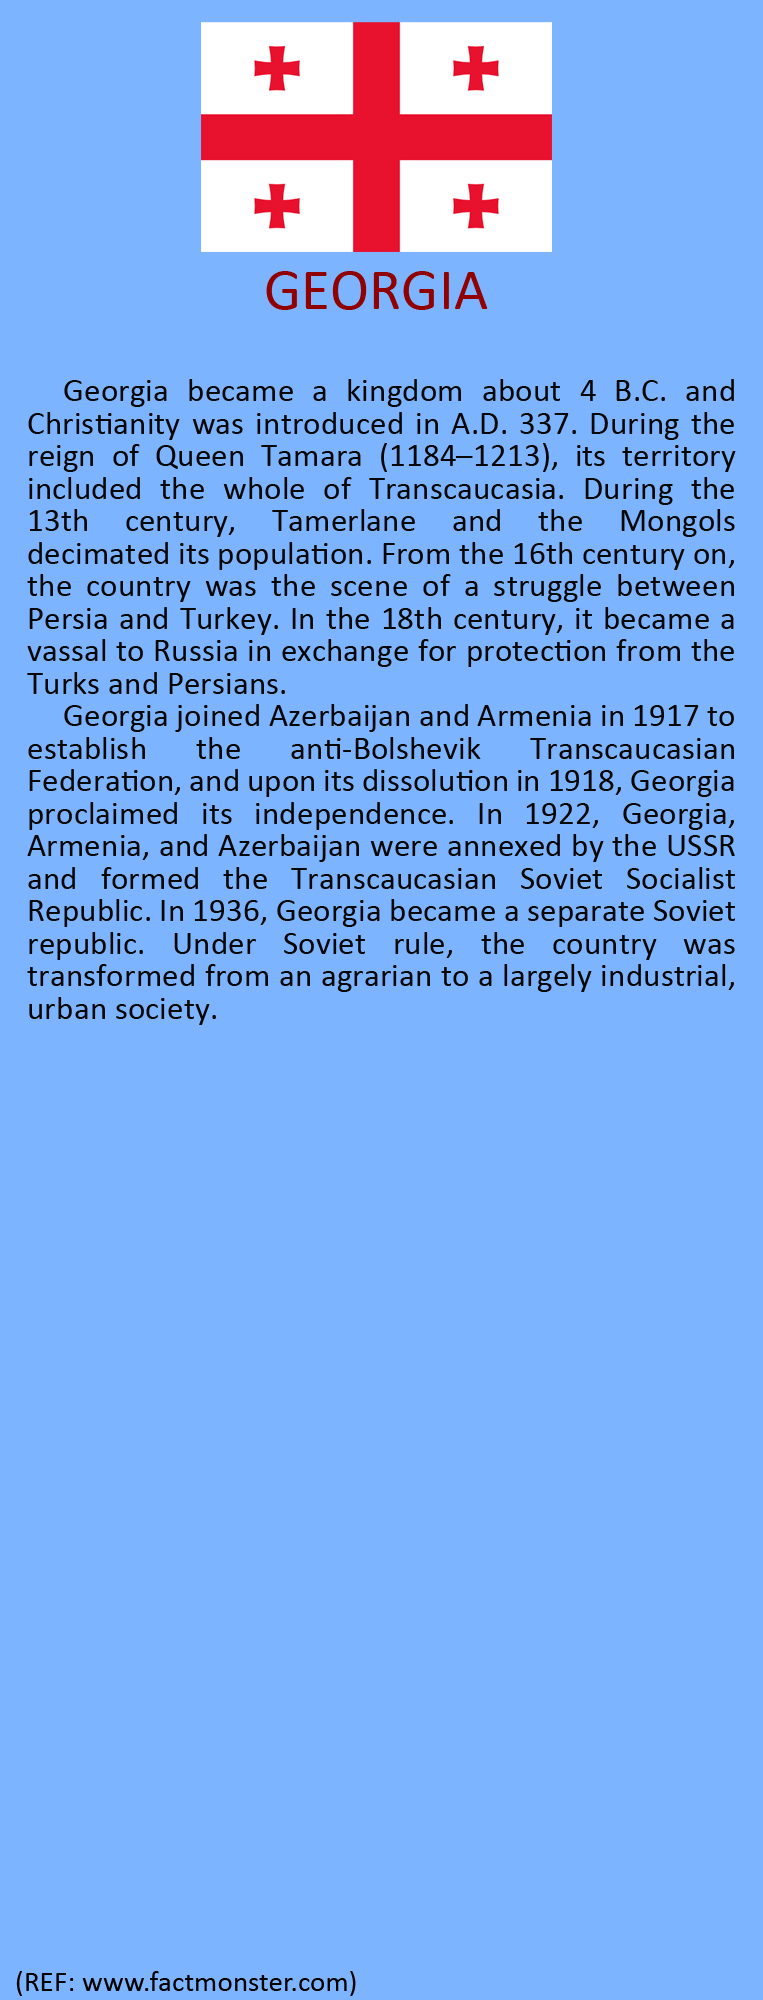 GEORGIA
Georgia became a kingdom about 4 B.C. and
Christianity was introduced in A.D. 337. During the
reign of Queen Tamara (1184–1213), its territory
included the whole of Transcaucasia. During the
13th century, Tamerlane and the Mongols
decimated its population. From the 16th century on,
the country was the scene of a struggle between
Persia and Turkey. In the 18th century, it became a
vassal to Russia in exchange for protection from the
Turks and Persians.
Georgia joined Azerbaijan and Armenia in 1917 to
establish the anti-Bolshevik Transcaucasian
Federation, and upon its dissolution in 1918, Georgia
proclaimed its independence. In 1922, Georgia,
Armenia, and Azerbaijan were annexed by the USSR
and formed the Transcaucasian Soviet Socialist
Republic. In 1936, Georgia became a separate Soviet
republic. Under Soviet rule, the country was
transformed from an agrarian to a largely industrial,
urban society.
(REF: www.factmonster.com)